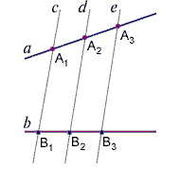 c d e
a A₁ A₂ A₃
b
B₁ B₂ B₃